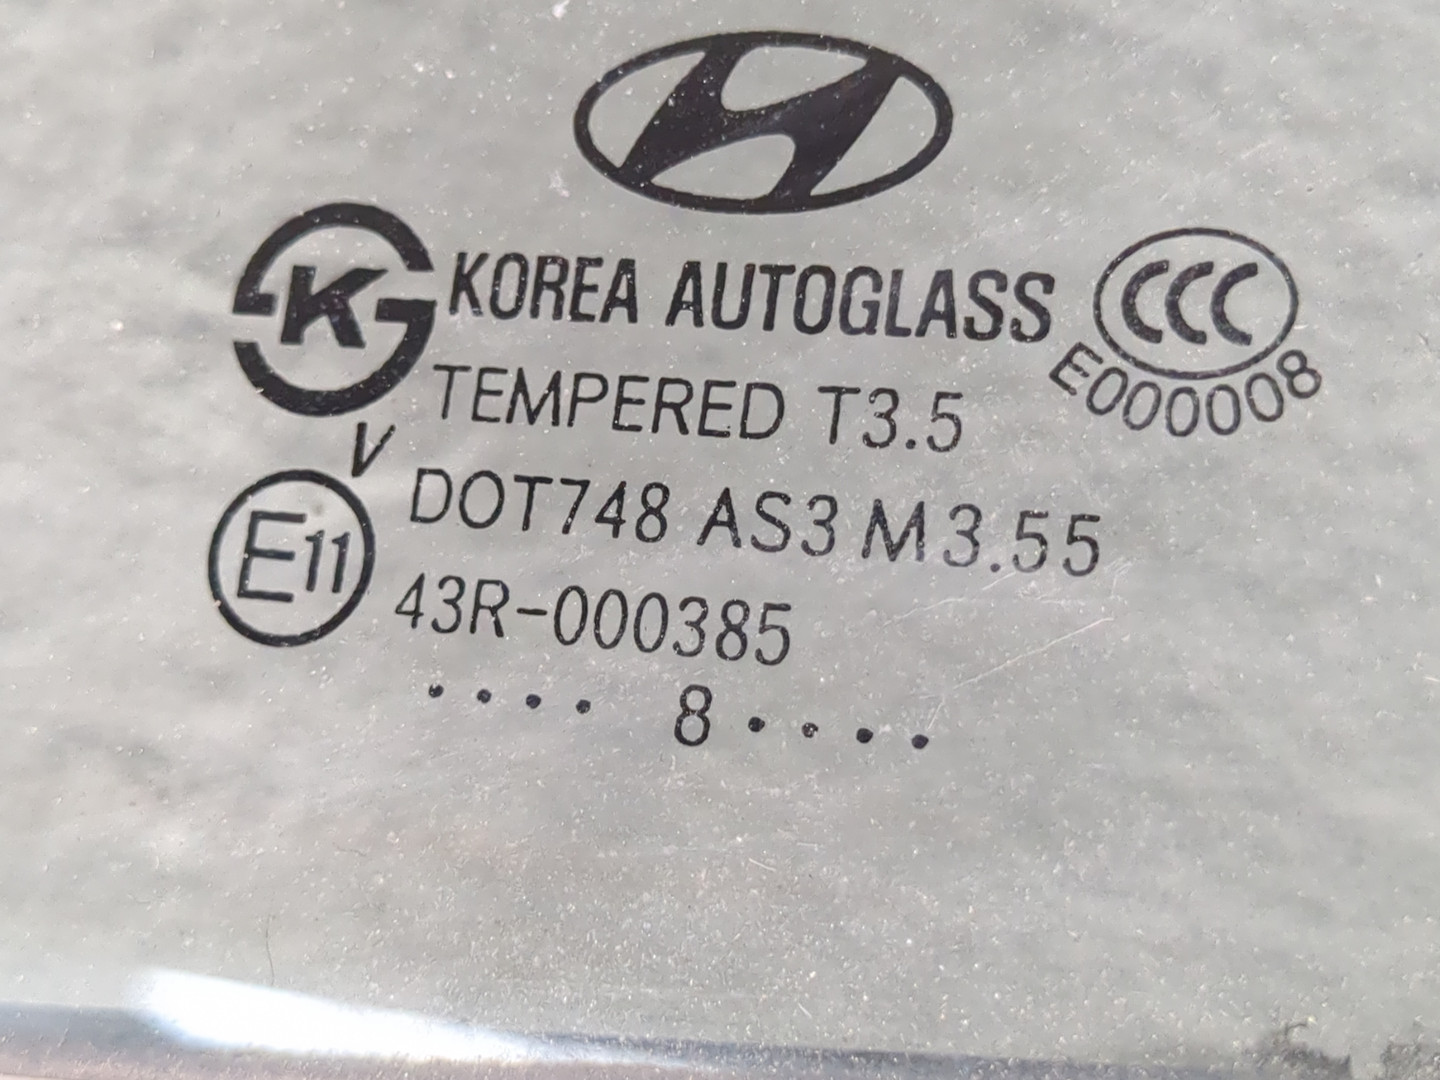 K KOREA AUTOGLASS CCC
TEMPERED T3.5 E000008
V
DOT748 AS3 M3.55
E11 43R-000385
.... 8 ....